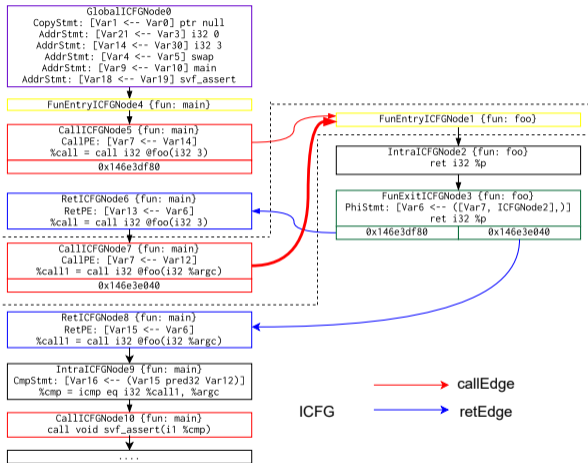 GlobalICFGNode0
CopyStmt: [Var1 <-- Var0] ptr null
AddrStmt: [Var21 <-- Var3] i32 0
AddrStmt: [Var14 <-- Var30] i32 3
AddrStmt: [Var4 <-- Var5] swap
AddrStmt: [Var9 <-- Var10] main
AddrStmt: [Var18 <-- Var19] svf_assert
FunEntryICFGNode4 {fun: main}
CallICFGNode5 {fun: main}
CallPE: [Var7 <-- Var14]
%call = call i32 @foo(i32 3)
0x146e3df80
RetICFGNode6 {fun: main}
RetPE: [Var13 <-- Var6]
%call = call i32 @foo(i32 3)
CallICFGNode7 {fun: main}
CallPE: [Var7 <-- Var12]
%call1 = call i32 @foo(i32 %argc)
0x146e3e040
RetICFGNode8 {fun: main}
RetPE: [Var15 <-- Var6]
%call1 = call i32 @foo(i32 %argc)
IntraICFGNode9 {fun: main}
CmpStmt: [Var16 <-- (Var15 pred32 Var12)]
%cmp = icmp eq i32 %call1, %argc
CallICFGNode10 {fun: main}
call void svf_assert(i1 %cmp)
....
FunEntryICFGNode1 {fun: foo}
IntraICFGNode2 {fun: foo}
ret i32 %p
FunExitICFGNode3 {fun: foo}
PhiStmt: [Var6 <-- ([Var7, ICFGNode2],)]
ret i32 %p
0x146e3df80 0x146e3e040
ICFG
callEdge
retEdge